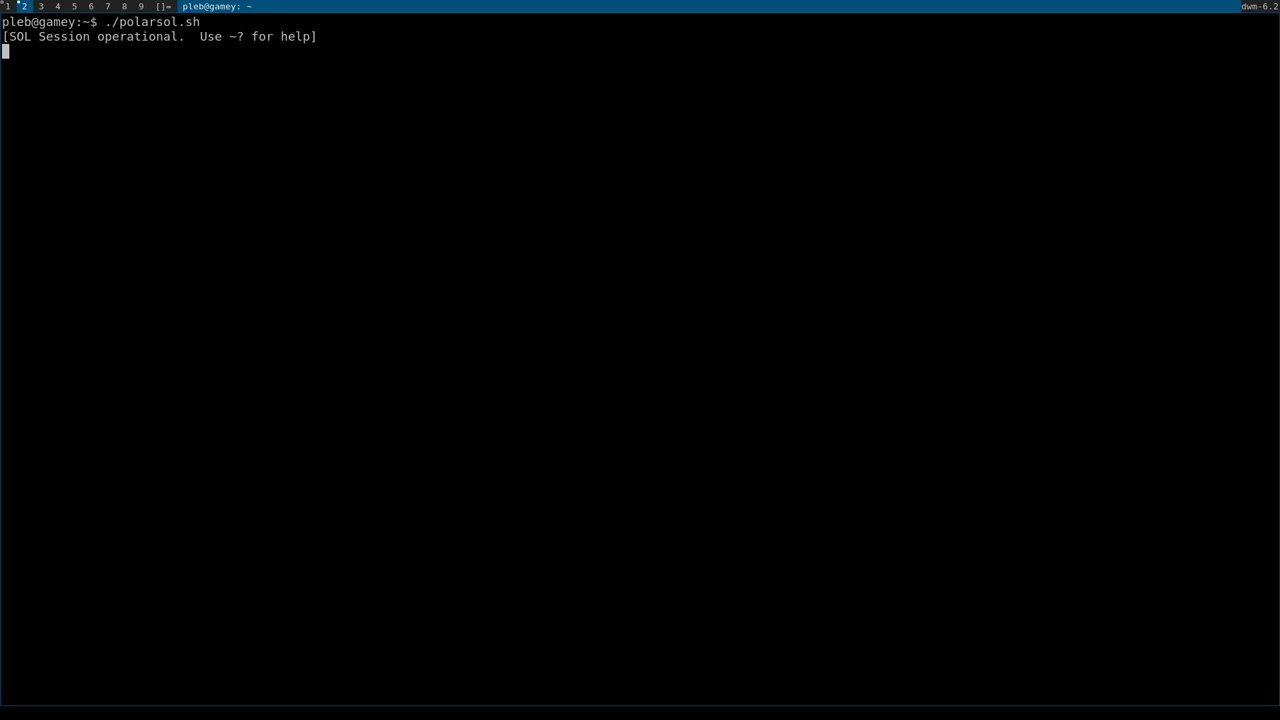 1 2 3 4 5 6 7 8 9 []= pleb@gamey: ~ dwm-6.2
pleb@gamey:~$ ./polarsol.sh
[SOL Session operational.  Use ~? for help]